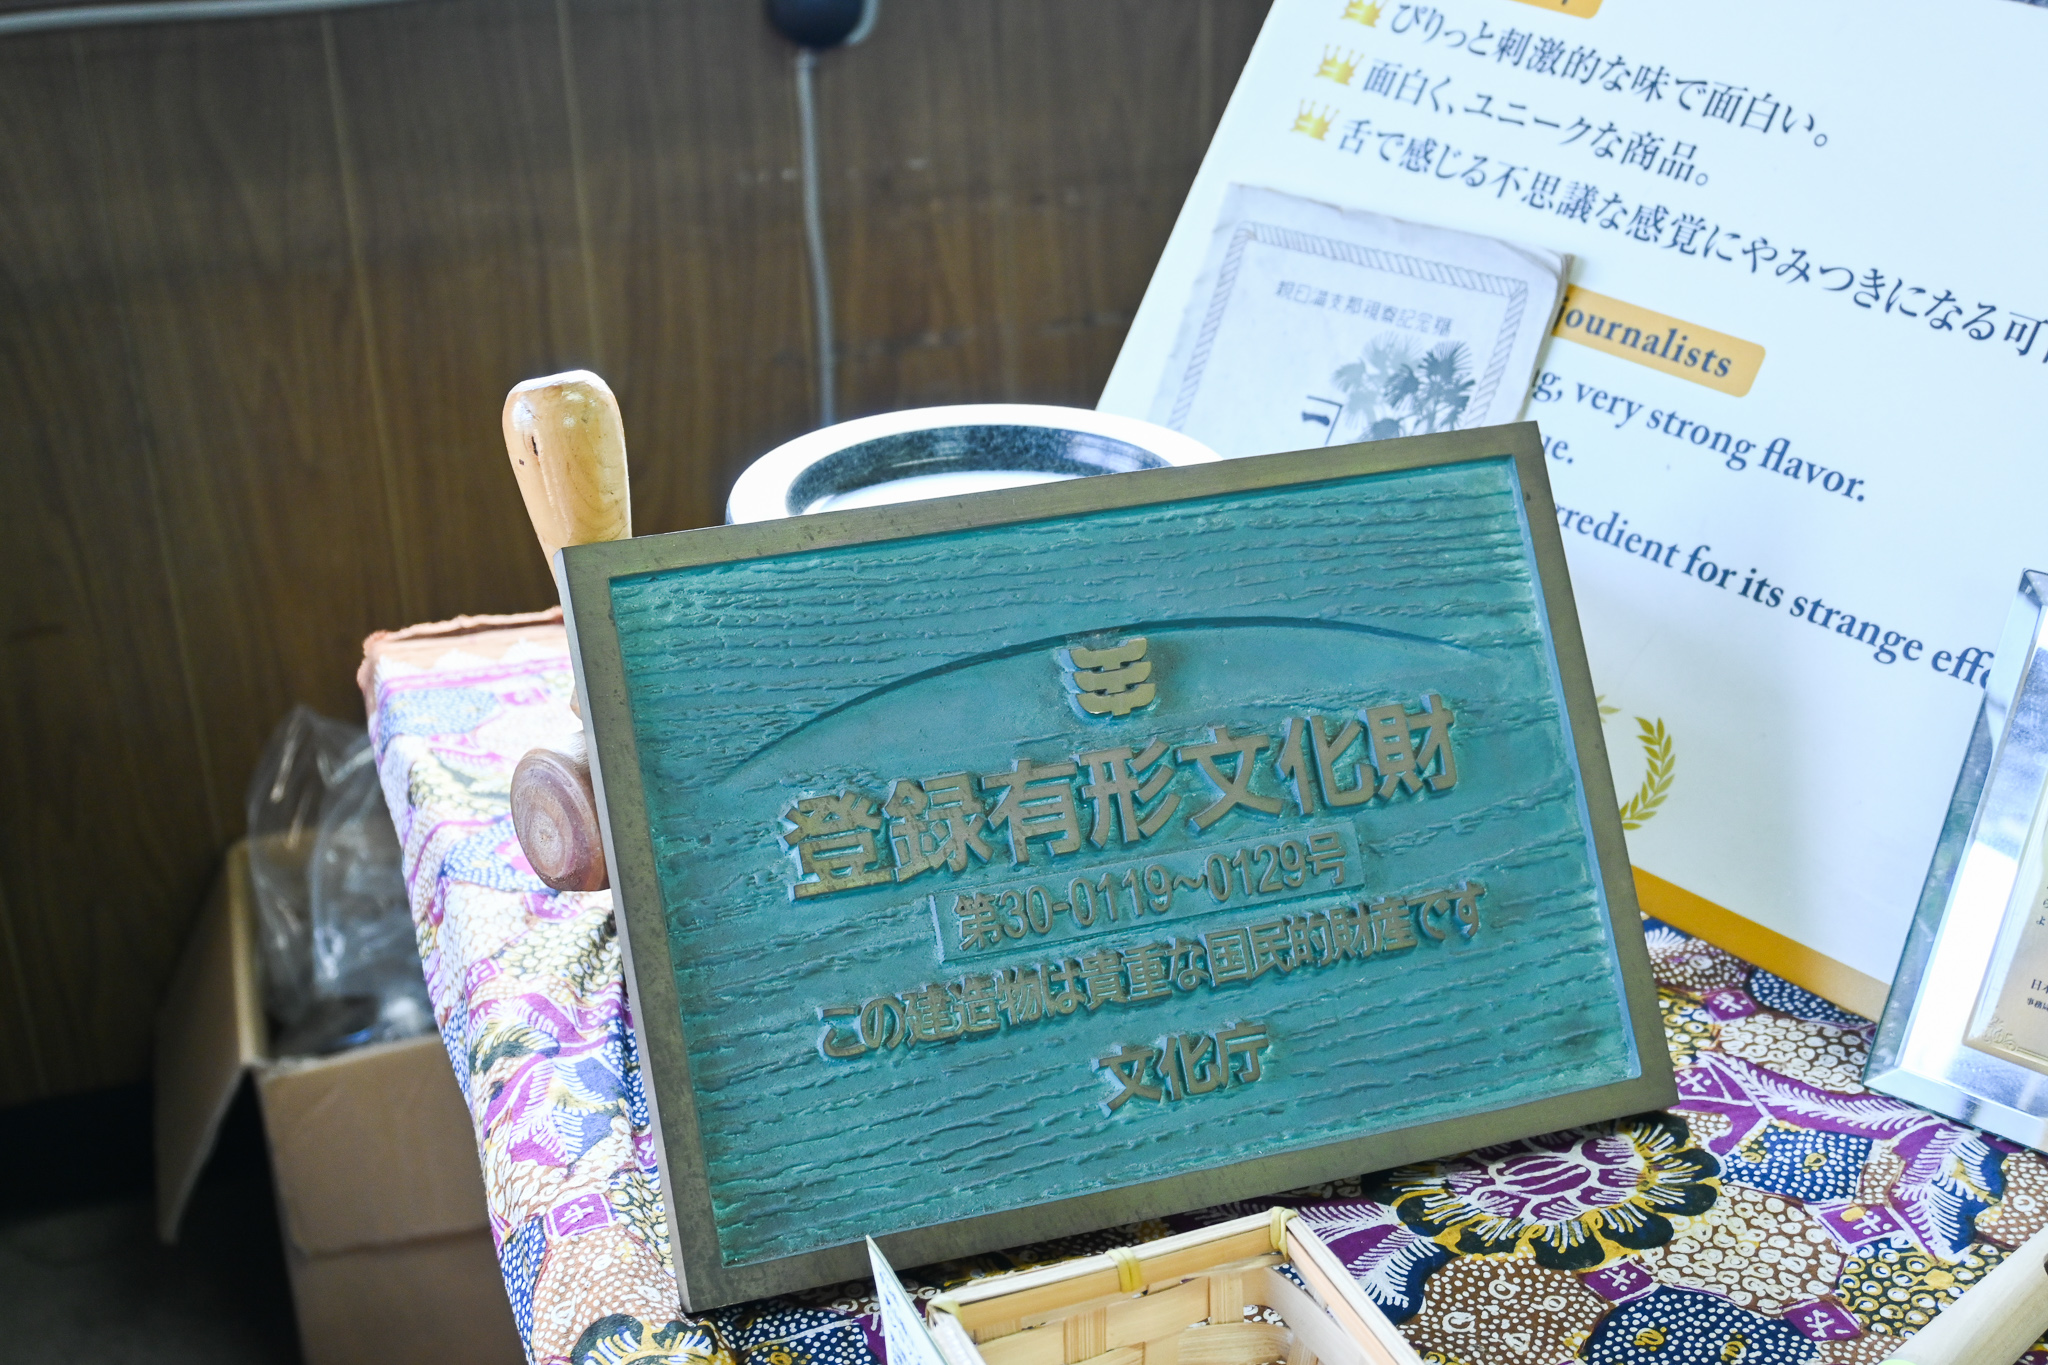 ぴりっと刺激的な味で面白い。
面白く、ユニークな商品。
舌で感じる不思議な感覚にやみつきになる可
journalists
very strong flavor.
ue.
redient for its strange effe
登録有形文化財
第30-0119~0129号
この建造物は貴重な国民的財産です
文化庁